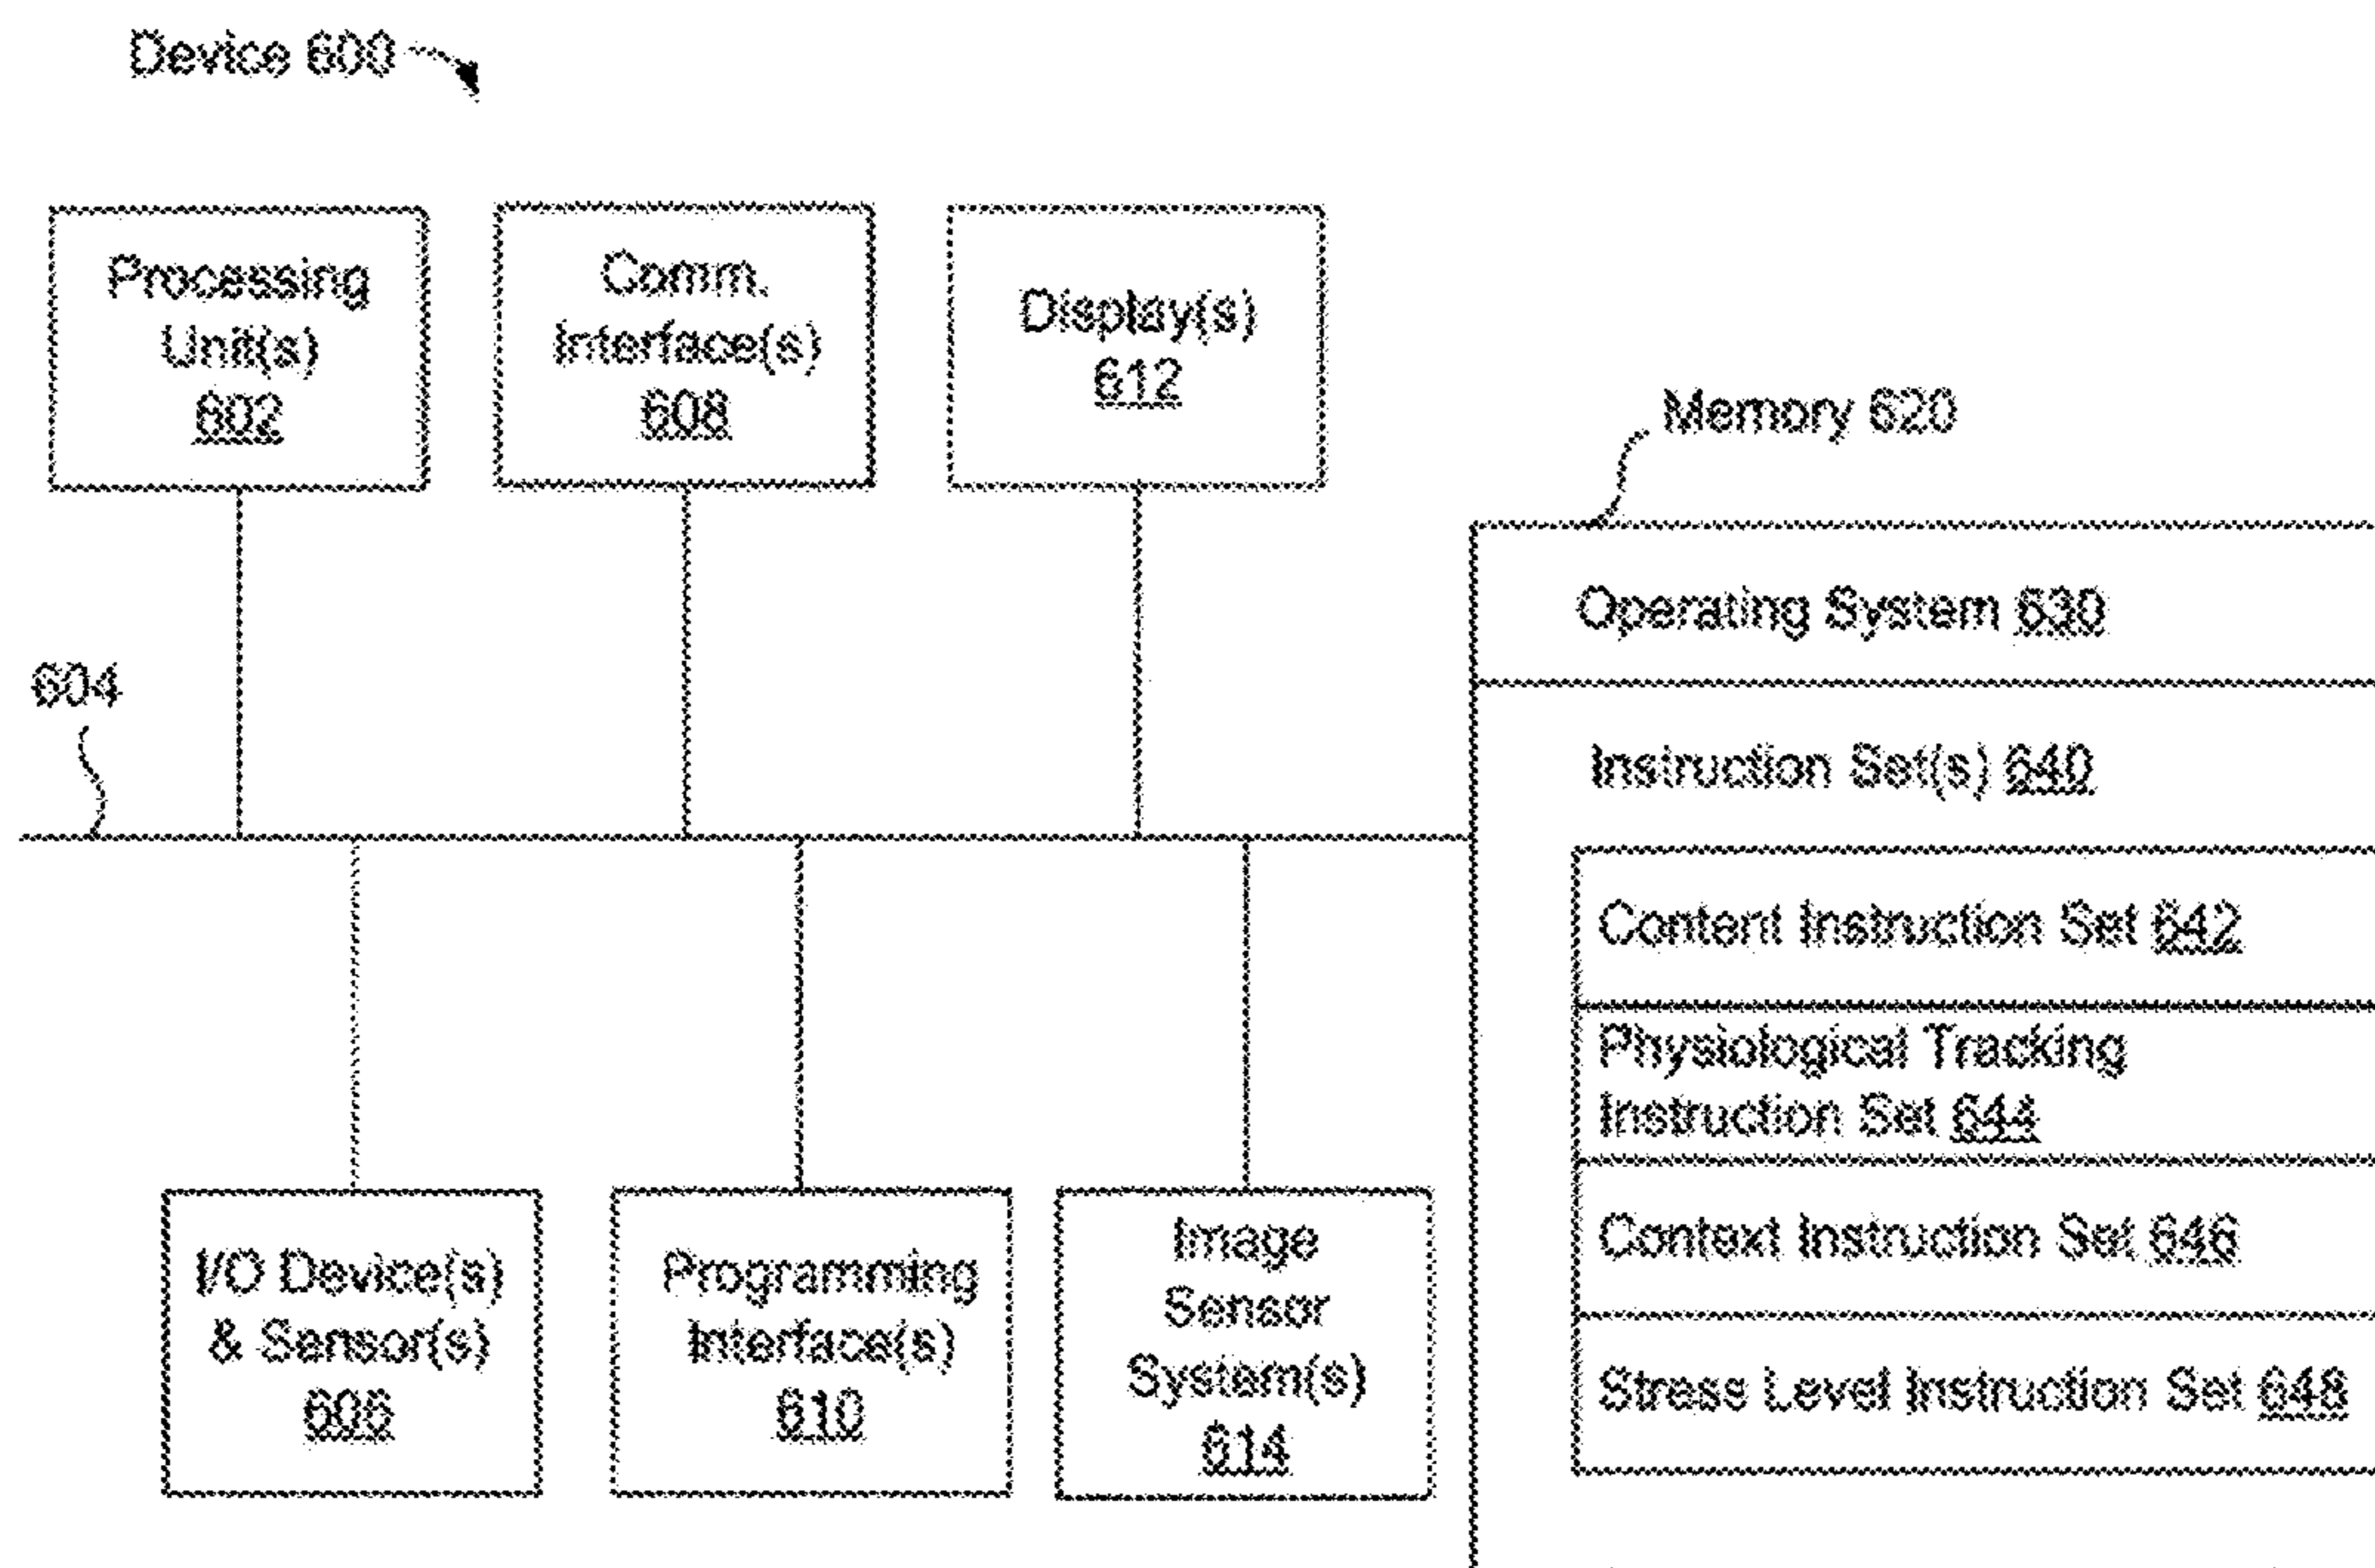 Device 600
Processing
Unit(s)
602
Comm.
Interface(s)
608
Display(s)
612
Memory 620
Operating System 630
604
Instruction Set(s) 640
Content Instruction Set 642
Physiological Tracking
Instruction Set 644
Context Instruction Set 646
Stress Level Instruction Set 648
I/O Device(s)
& Sensor(s)
606
Programming
Interface(s)
610
Image
Sensor
System(s)
614